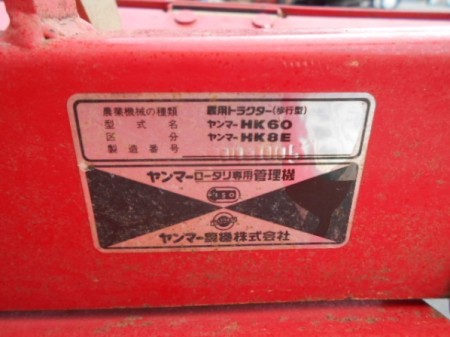 農業機械の種類 農用トラクター(歩行型)
型式名 ヤンマーHK60
区分 ヤンマーHK8E
製造番号
ヤンマーロータリ専用管理機
ヤンマー農機株式会社